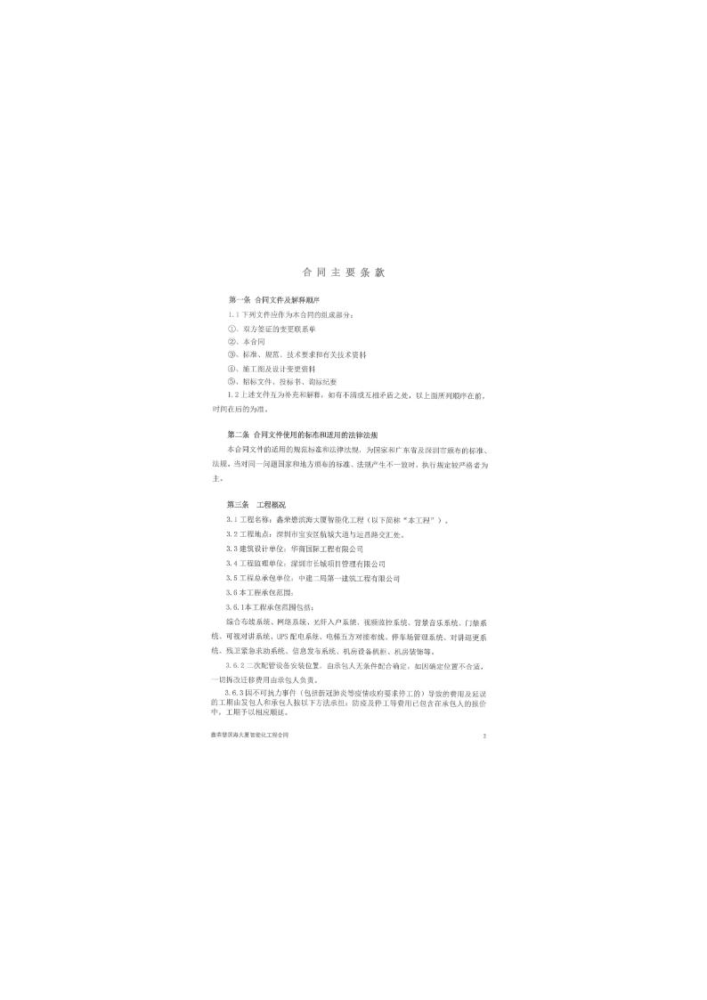 合同主要条款
第一条 合同文件及解释顺序
1.1下列文件应作为本合同的组成部分：
①、双方签证的变更联系单
②、本合同
③、标准、规范、技术要求和有关技术资料
④、施工图及设计变更资料
⑤、招标文件、投标书、询标纪要
1.2上述文件互为补充和解释，如有不清或互相矛盾之处，以上面所列顺序在前，
时间在后的为准。
第二条 合同文件使用的标准和适用的法律法规
本合同文件的适用的规范标准和法律法规，为国家和广东省及深圳市颁布的标准、
法规。当对同一问题国家和地方颁布的标准、法规产生不一致时，执行规定较严格者为
主。
第三条 工程概况
3.1工程名称：鑫荣懋滨海大厦智能化工程（以下简称“本工程”）。
3.2工程地点：深圳市宝安区航城大道与运昌路交汇处。
3.3建筑设计单位：华商国际工程有限公司
3.4工程监理单位：深圳市长城项目管理有限公司
3.5工程总承包单位：中建二局第一建筑工程有限公司
3.6本工程承包范围：
3.6.1本工程承包范围包括：
综合布线系统、网络系统、光纤入户系统、视频监控系统、背景音乐系统、门禁系
统、可视对讲系统、UPS配电系统、电梯五方对接布线、停车场管理系统、对讲巡更系
统、残卫紧急求助系统、信息发布系统、机房设备机柜、机房装饰等。
3.6.2二次配管设备安装位置，由承包人无条件配合确定，如因确定位置不合适，
一切拆改迁移费用由承包人负责。
3.6.3因不可抗力事件（包括新冠肺炎等疫情政府要求停工的）导致的费用及延误
的工期由发包人和承包人按以下方法承担：防疫及停工等费用已包含在承包人的报价
中，工期予以相应顺延。
鑫荣懋滨海大厦智能化工程合同
2